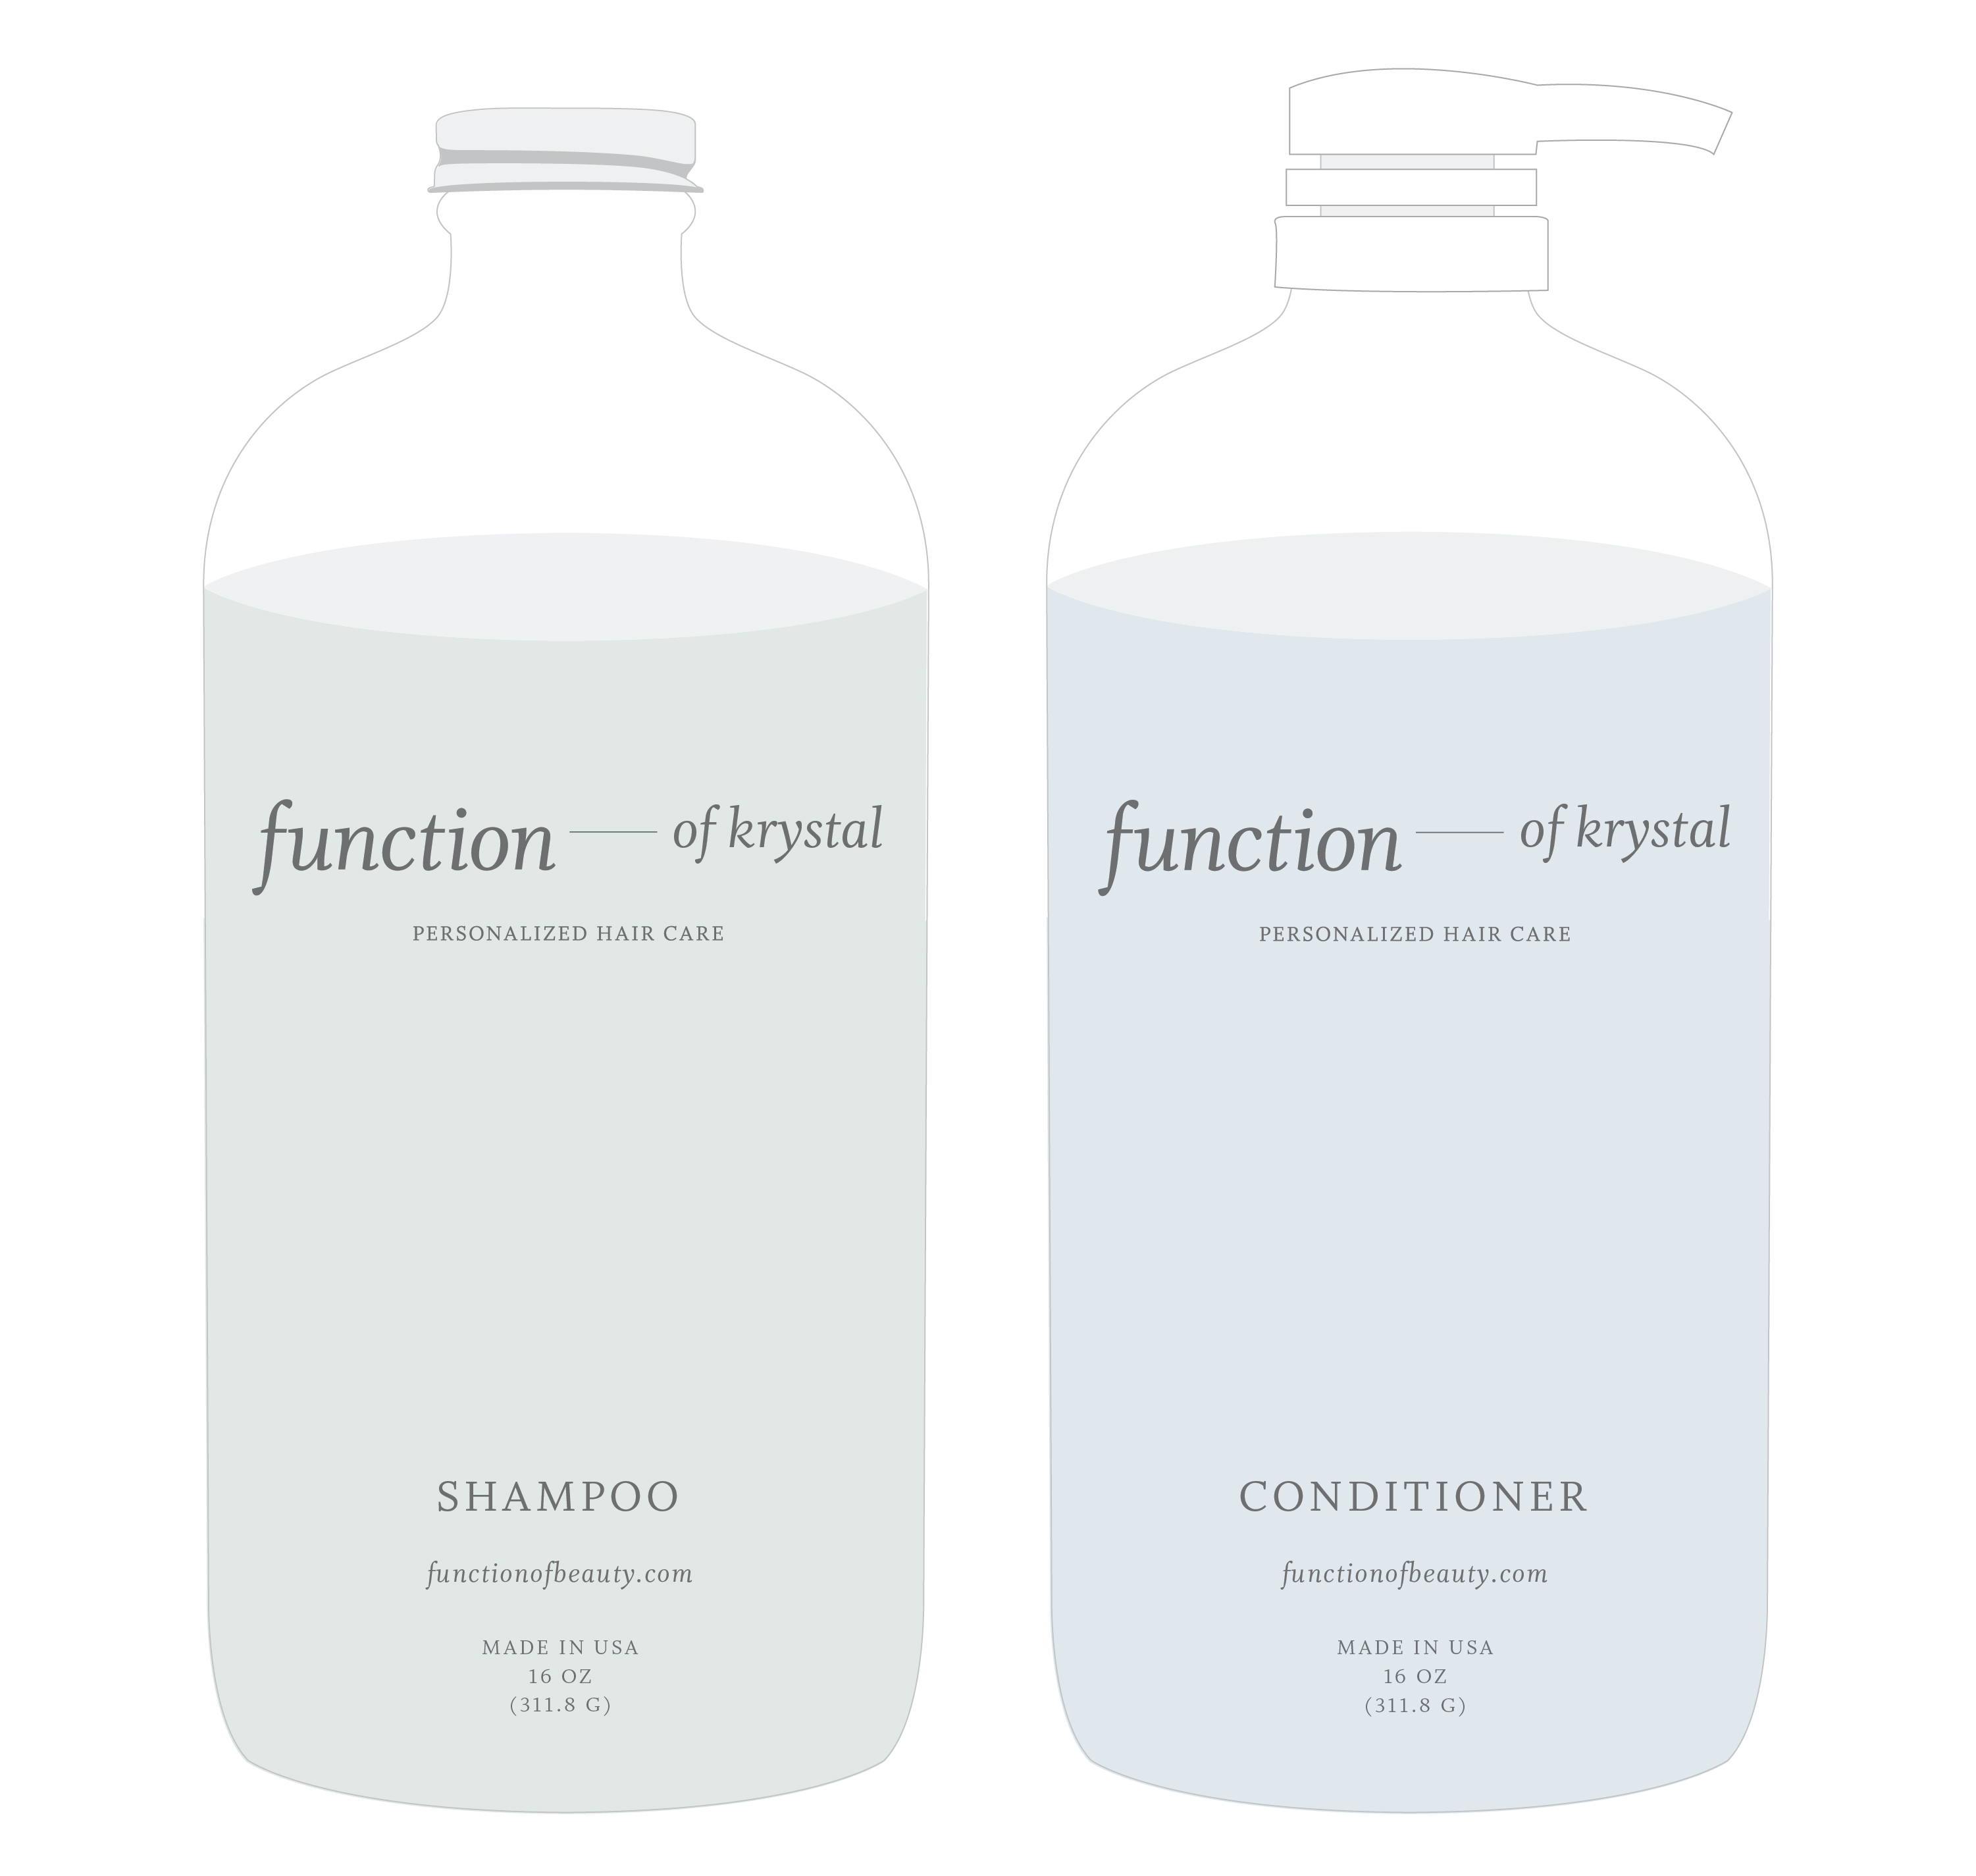 function — of krystal
PERSONALIZED HAIR CARE
SHAMPOO
functionofbeauty.com
MADE IN USA
16 OZ
(311.8 G)
function — of krystal
PERSONALIZED HAIR CARE
CONDITIONER
functionofbeauty.com
MADE IN USA
16 OZ
(311.8 G)